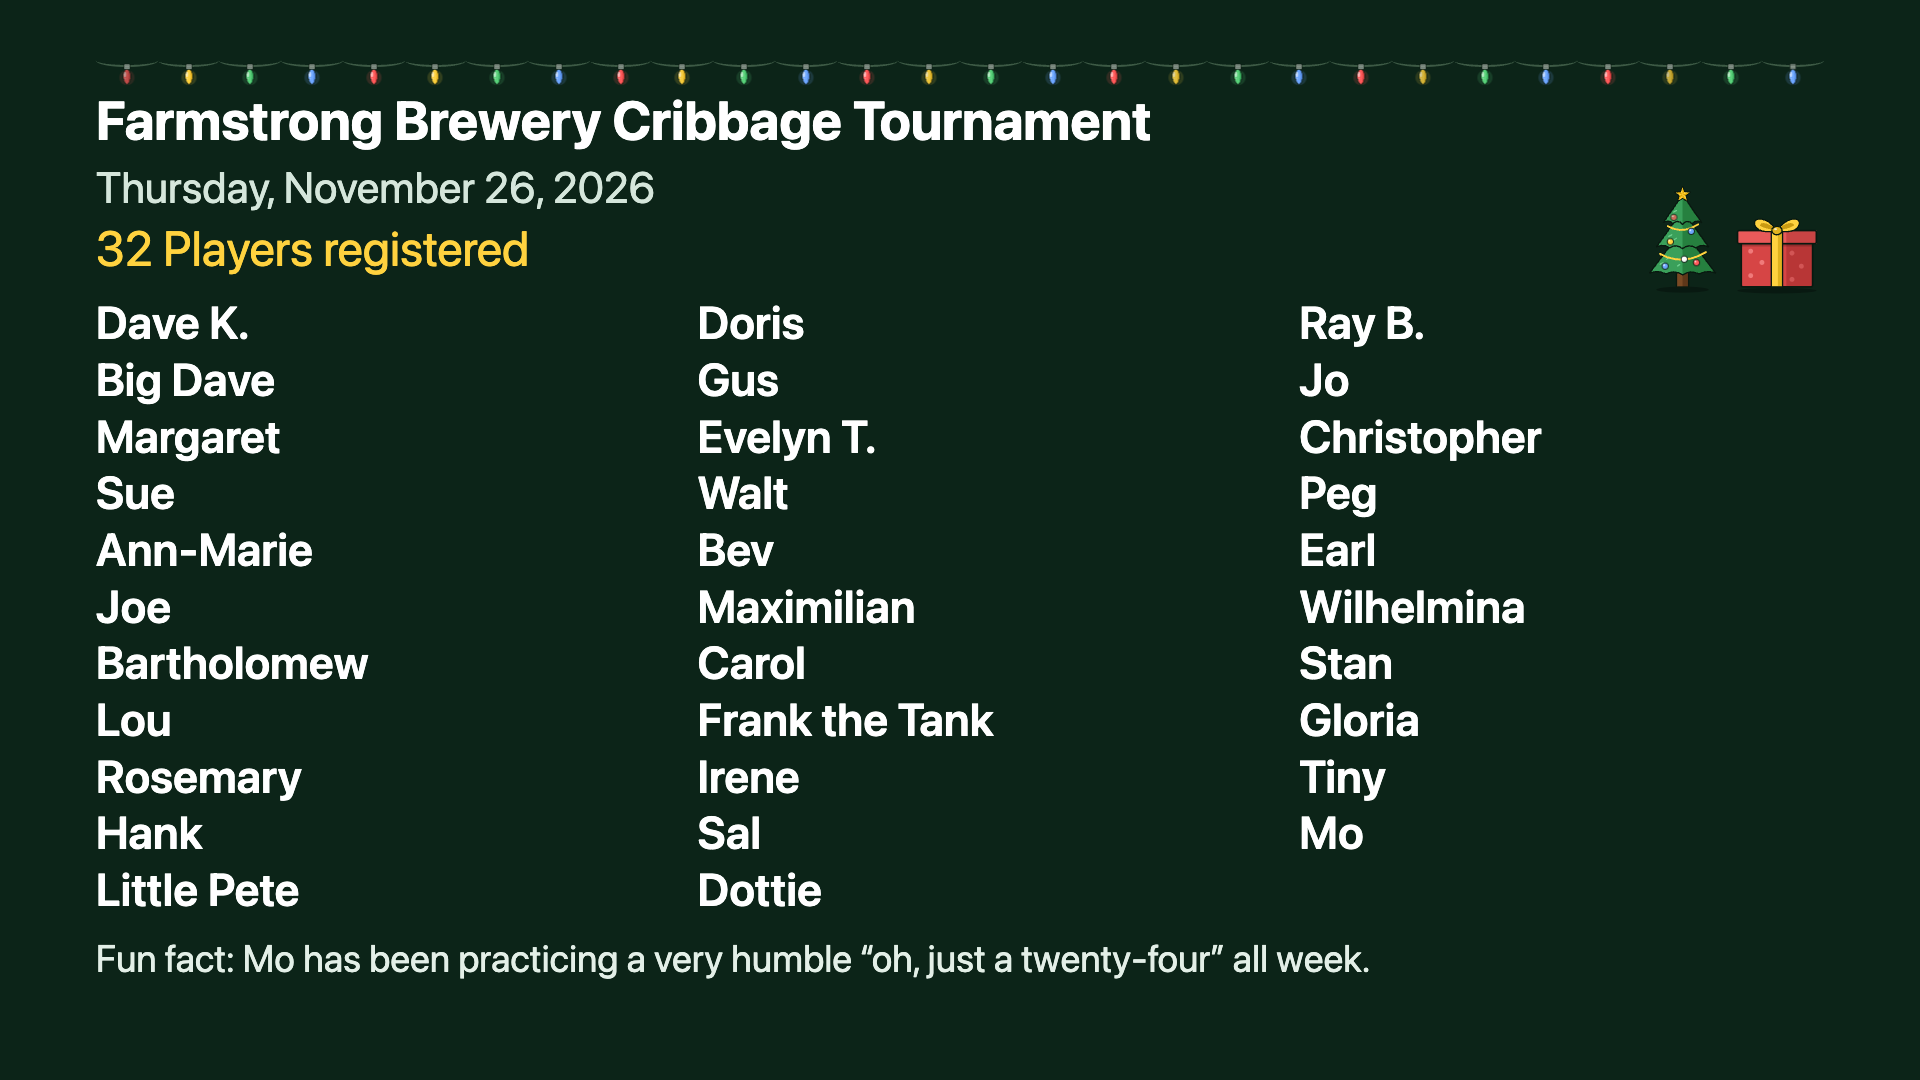 Farmstrong Brewery Cribbage Tournament
Thursday, November 26, 2026
32 Players registered
Dave K.
Big Dave
Margaret
Sue
Ann-Marie
Joe
Bartholomew
Lou
Rosemary
Hank
Little Pete
Doris
Gus
Evelyn T.
Walt
Bev
Maximilian
Carol
Frank the Tank
Irene
Sal
Dottie
Ray B.
Jo
Christopher
Peg
Earl
Wilhelmina
Stan
Gloria
Tiny
Mo
Fun fact: Mo has been practicing a very humble “oh, just a twenty-four” all week.